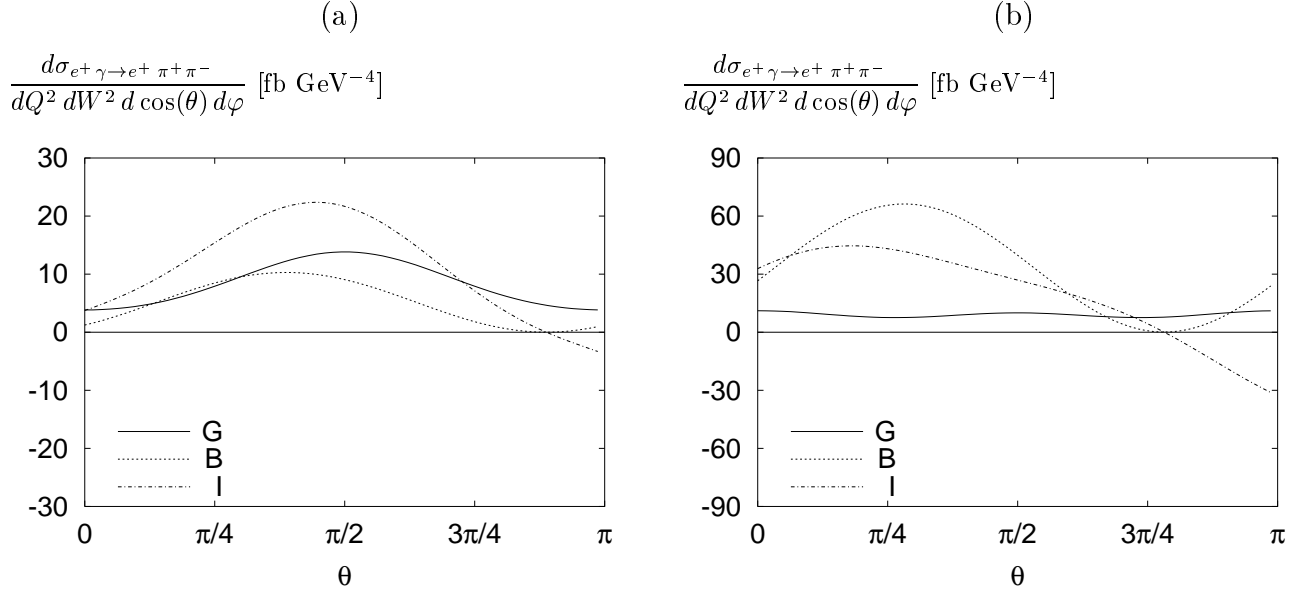 (a)
dσ_{e⁺ γ→e⁺ π⁺ π⁻}
dQ² dW² d cos(θ) dφ
[fb GeV⁻⁴]
30
20
10
0
-10
-20
-30
G
B
I
0 π/4 π/2 3π/4 π
θ
(b)
dσ_{e⁺ γ→e⁺ π⁺ π⁻}
dQ² dW² d cos(θ) dφ
[fb GeV⁻⁴]
90
60
30
0
-30
-60
-90
G
B
I
0 π/4 π/2 3π/4 π
θ